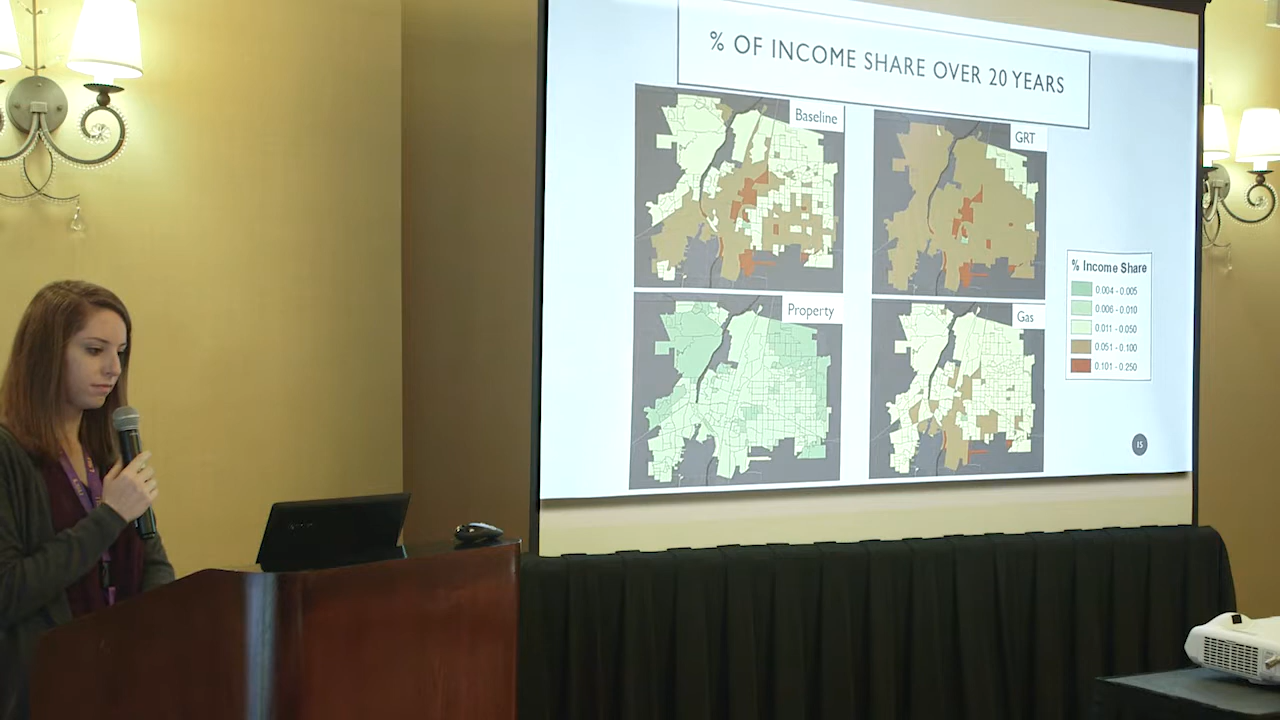 % OF INCOME SHARE OVER 20 YEARS
Baseline
GRT
Property
Gas
% Income Share
0.004 - 0.005
0.006 - 0.010
0.011 - 0.050
0.051 - 0.100
0.101 - 0.250
15